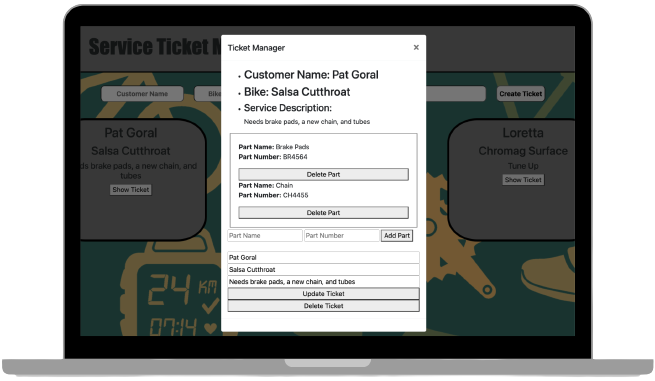 Service Ticket M
Ticket Manager ×
Customer Name
Bike
Create Ticket
• Customer Name: Pat Goral
• Bike: Salsa Cutthroat
• Service Description:
Needs brake pads, a new chain, and tubes
Part Name: Brake Pads
Part Number: BR4564
Delete Part
Part Name: Chain
Part Number: CH4455
Delete Part
Part Name Part Number Add Part
Pat Goral
Salsa Cutthroat
Needs brake pads, a new chain, and tubes
Update Ticket
Delete Ticket
Pat Goral
Salsa Cutthroat
ds brake pads, a new chain, and
tubes
Show Ticket
Loretta
Chromag Surface
Tune Up
Show Ticket
24 KM
07:14